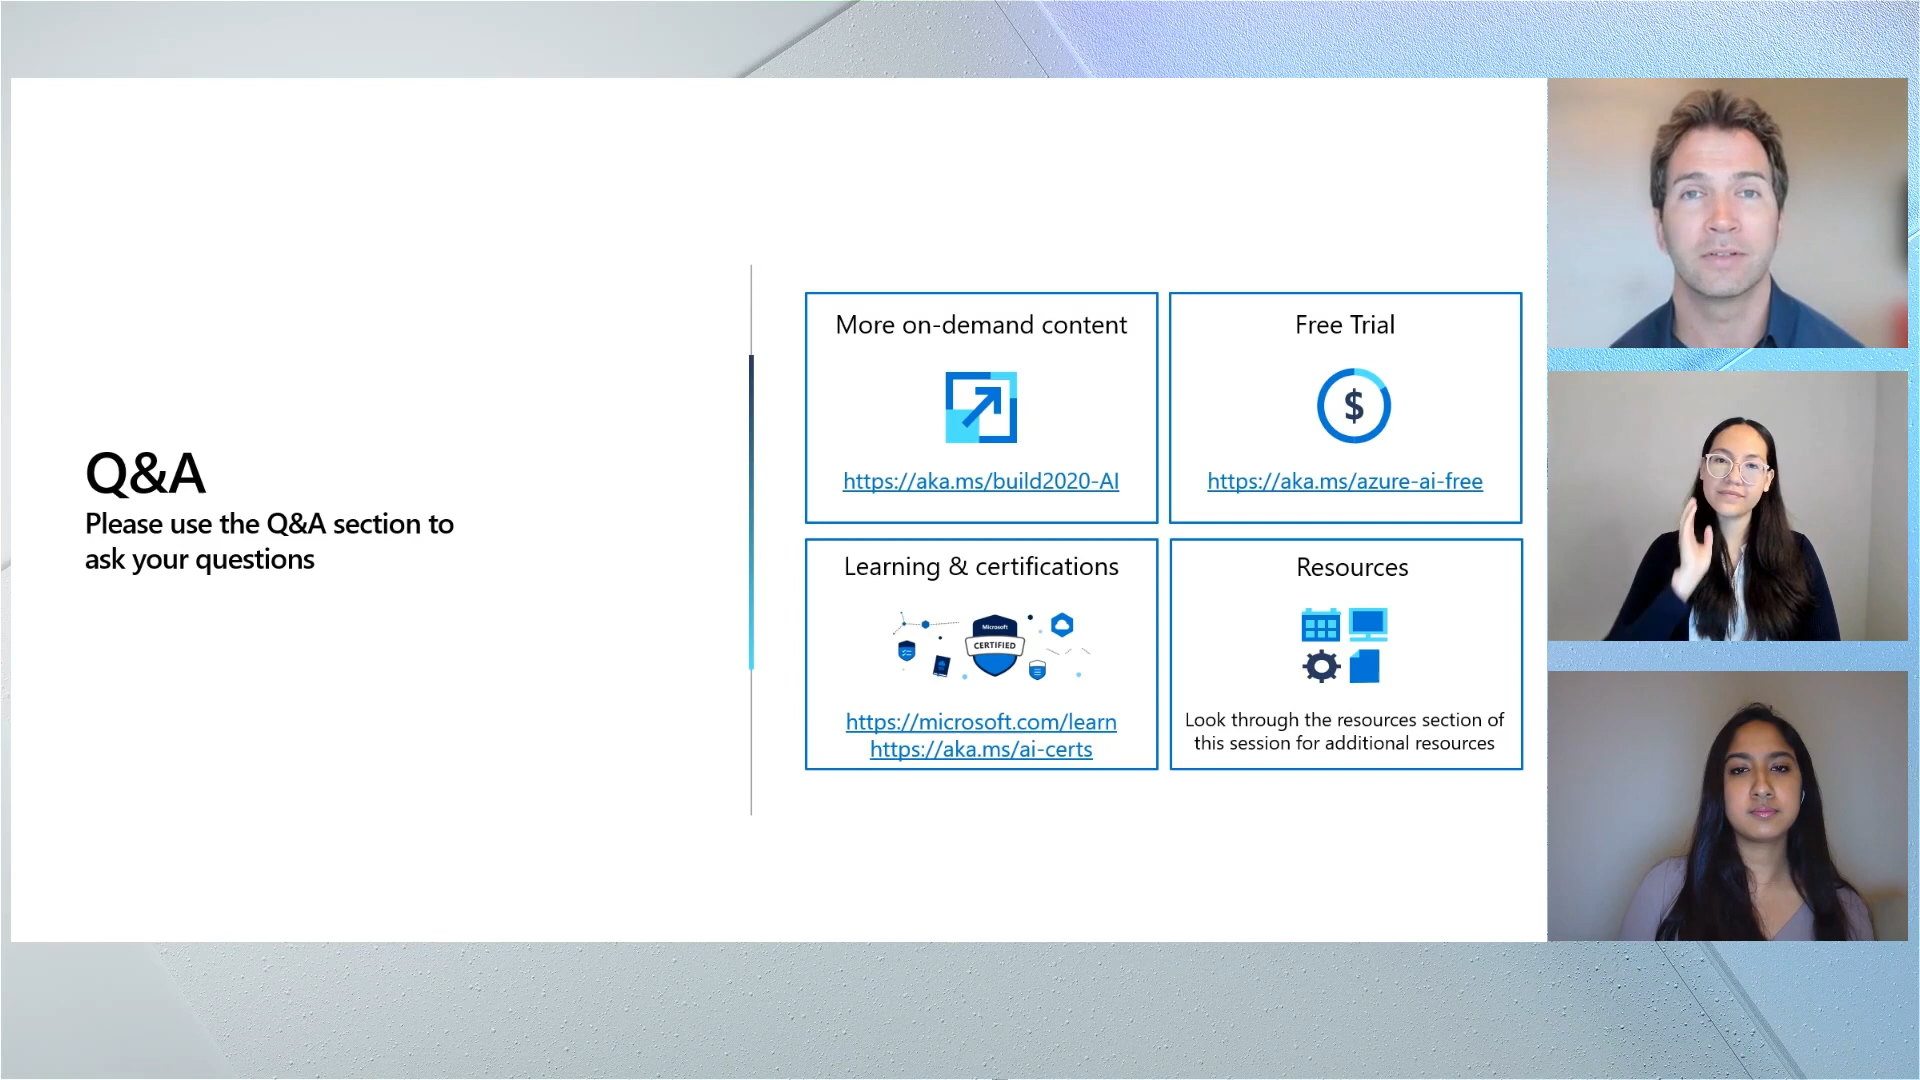 Q&A
Please use the Q&A section to
ask your questions
More on-demand content
https://aka.ms/build2020-AI
Free Trial
$
https://aka.ms/azure-ai-free
Learning & certifications
Microsoft
CERTIFIED
https://microsoft.com/learn
https://aka.ms/ai-certs
Resources
Look through the resources section of
this session for additional resources